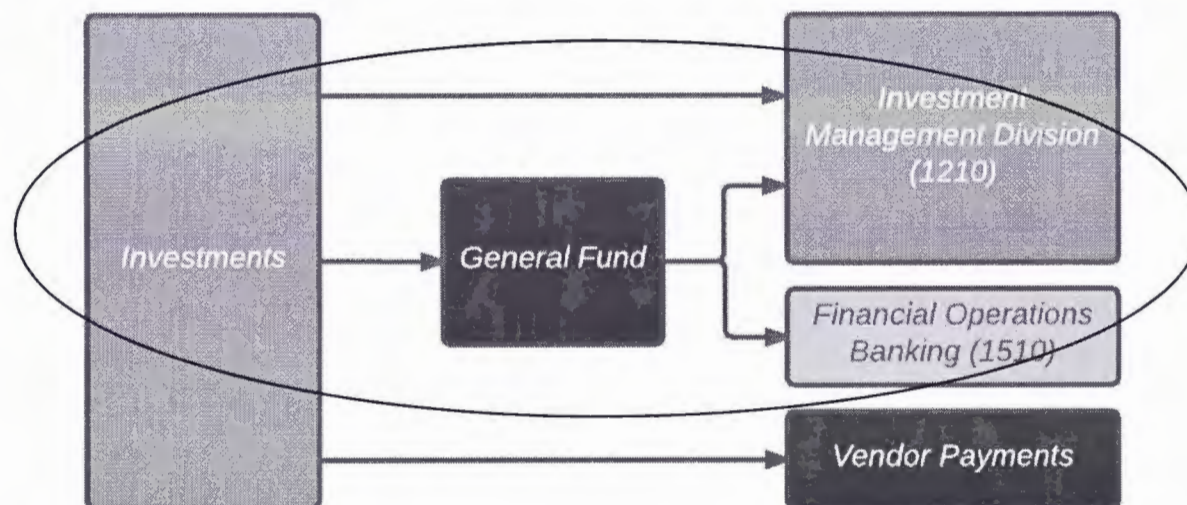 Investments
General Fund
Investment
Management Division
(1210)
Financial Operations
Banking (1510)
Vendor Payments